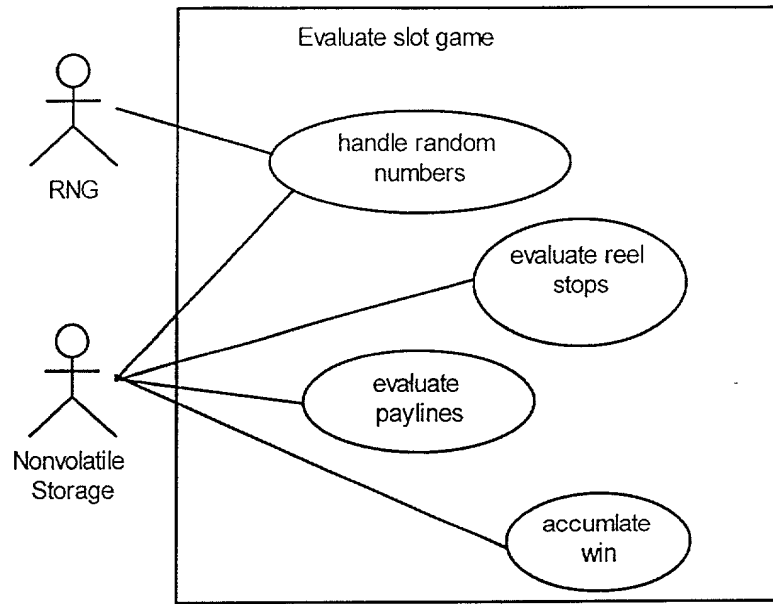 Evaluate slot game
handle random
numbers
RNG
evaluate reel
stops
evaluate
paylines
Nonvolatile
Storage
accumlate
win